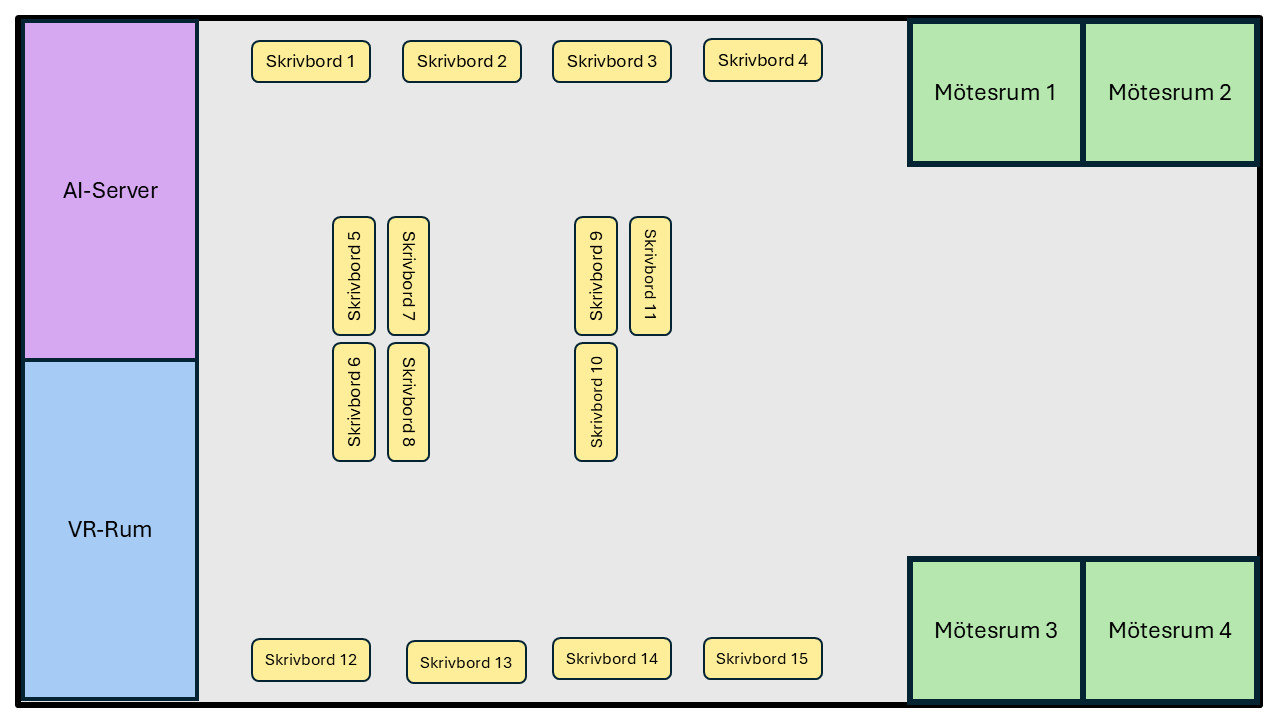 AI-Server
VR-Rum
Skrivbord 1
Skrivbord 2
Skrivbord 3
Skrivbord 4
Mötesrum 1
Mötesrum 2
Skrivbord 5
Skrivbord 7
Skrivbord 9
Skrivbord 11
Skrivbord 6
Skrivbord 8
Skrivbord 10
Skrivbord 12
Skrivbord 13
Skrivbord 14
Skrivbord 15
Mötesrum 3
Mötesrum 4